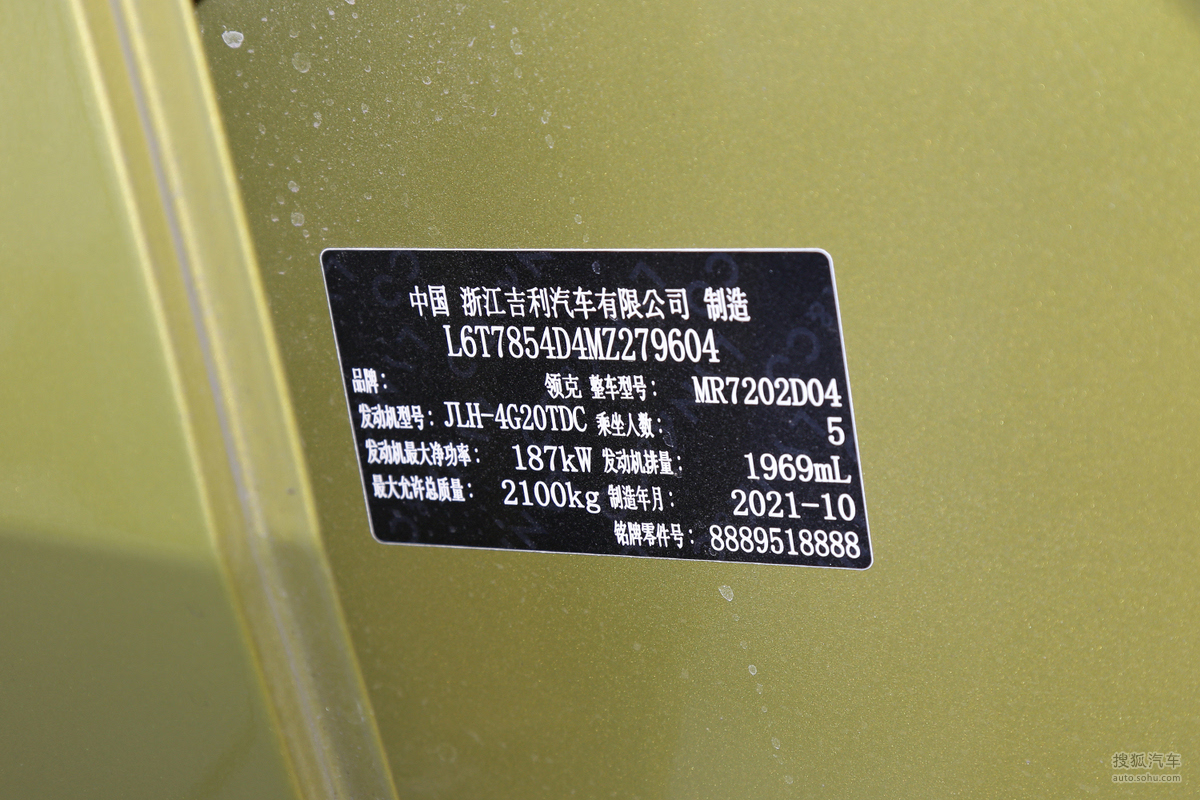 中国 浙江吉利汽车有限公司 制造
L6T7854D4MZ279604
品牌: 领克 整车型号: MR7202D04
发动机型号: JLH-4G20TDC 乘坐人数: 5
发动机最大净功率: 187kW 发动机排量: 1969mL
最大允许总质量: 2100kg 制造年月: 2021-10
铭牌零件号: 8889518888
搜狐汽车
auto.sohu.com